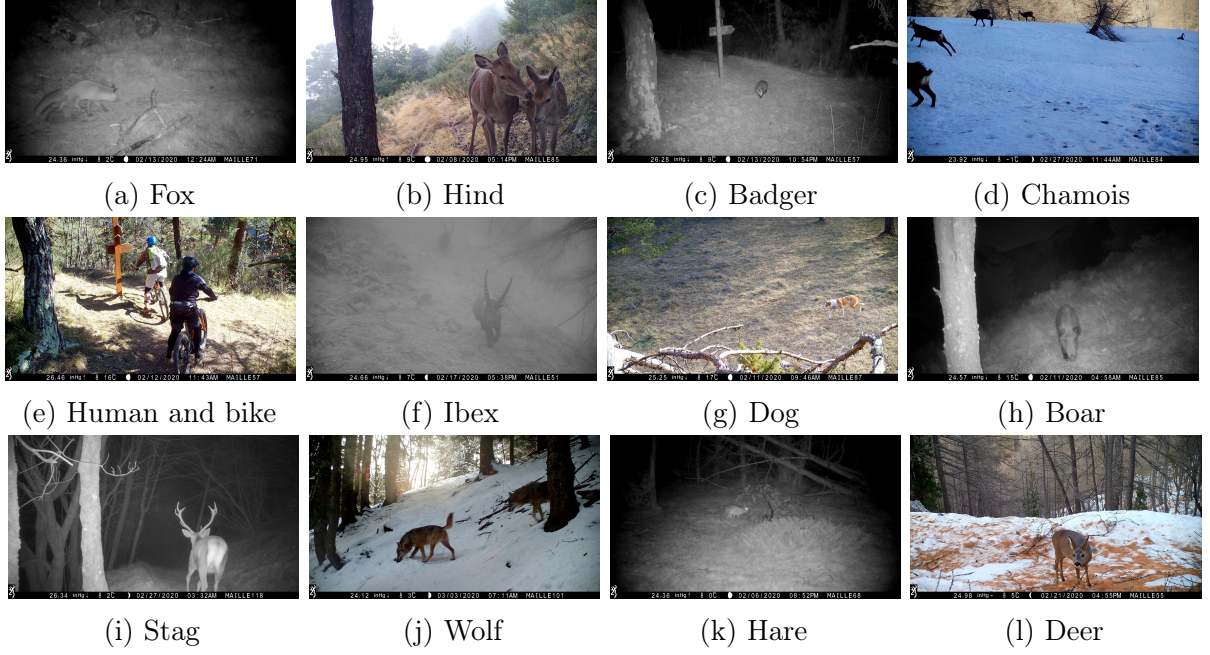 24.36 inHg↓ 2C 02/13/2020 12:24AM MAILLE71
24.95 inHg↓ 9C 02/08/2020 05:14PM MAILLE85
26.28 inHg↓ 9C 02/13/2020 10:54PM MAILLE57
23.92 inHg↓ -1C 02/27/2020 11:44AM MAILLE84
(a) Fox
(b) Hind
(c) Badger
(d) Chamois
26.46 inHg↓ 16C 02/12/2020 11:43AM MAILLE57
24.66 inHg↓ 7C 02/17/2020 05:38PM MAILLE51
25.25 inHg↓ 17C 02/11/2020 09:46AM MAILLE87
24.57 inHg↓ 15C 02/11/2020 04:58AM MAILLE85
(e) Human and bike
(f) Ibex
(g) Dog
(h) Boar
26.34 inHg↓ 2C 02/27/2020 03:32AM MAILLE118
24.12 inHg↓ 3C 03/03/2020 07:11AM MAILLE101
24.36 inHg↑ 0C 02/06/2020 08:52PM MAILLE68
24.98 inHg- 5C 02/21/2020 04:55PM MAILLE55
(i) Stag
(j) Wolf
(k) Hare
(l) Deer